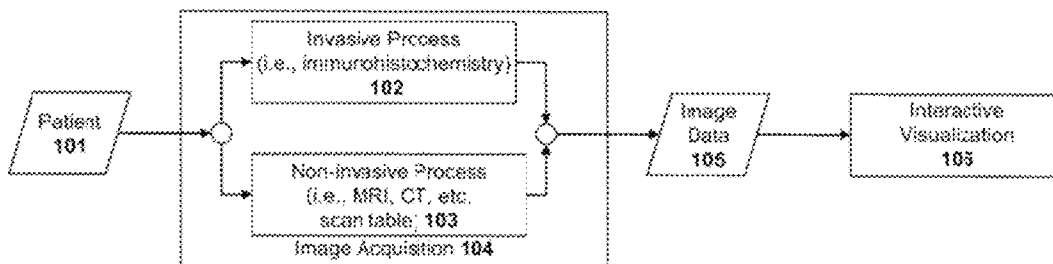 Patient
101
Invasive Process
(i.e., immunohistochemistry)
102
Non-invasive Process
(i.e., MRI, CT, etc.
scan table) 103
Image Acquisition 104
Image
Data
105
Interactive
Visualization
106